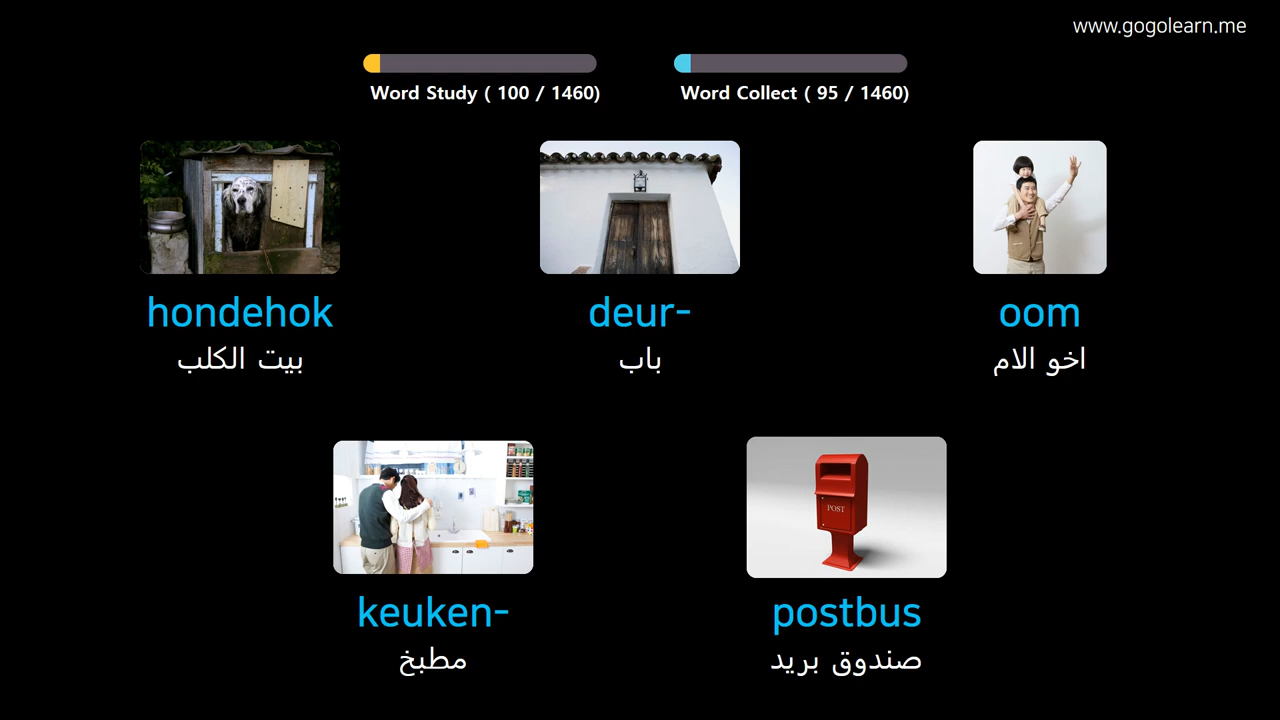 www.gogolearn.me
Word Study ( 100 / 1460)
Word Collect ( 95 / 1460)
hondehok
بيت الكلب
deur-
باب
oom
اخو الام
keuken-
مطبخ
POST
postbus
صندوق بريد